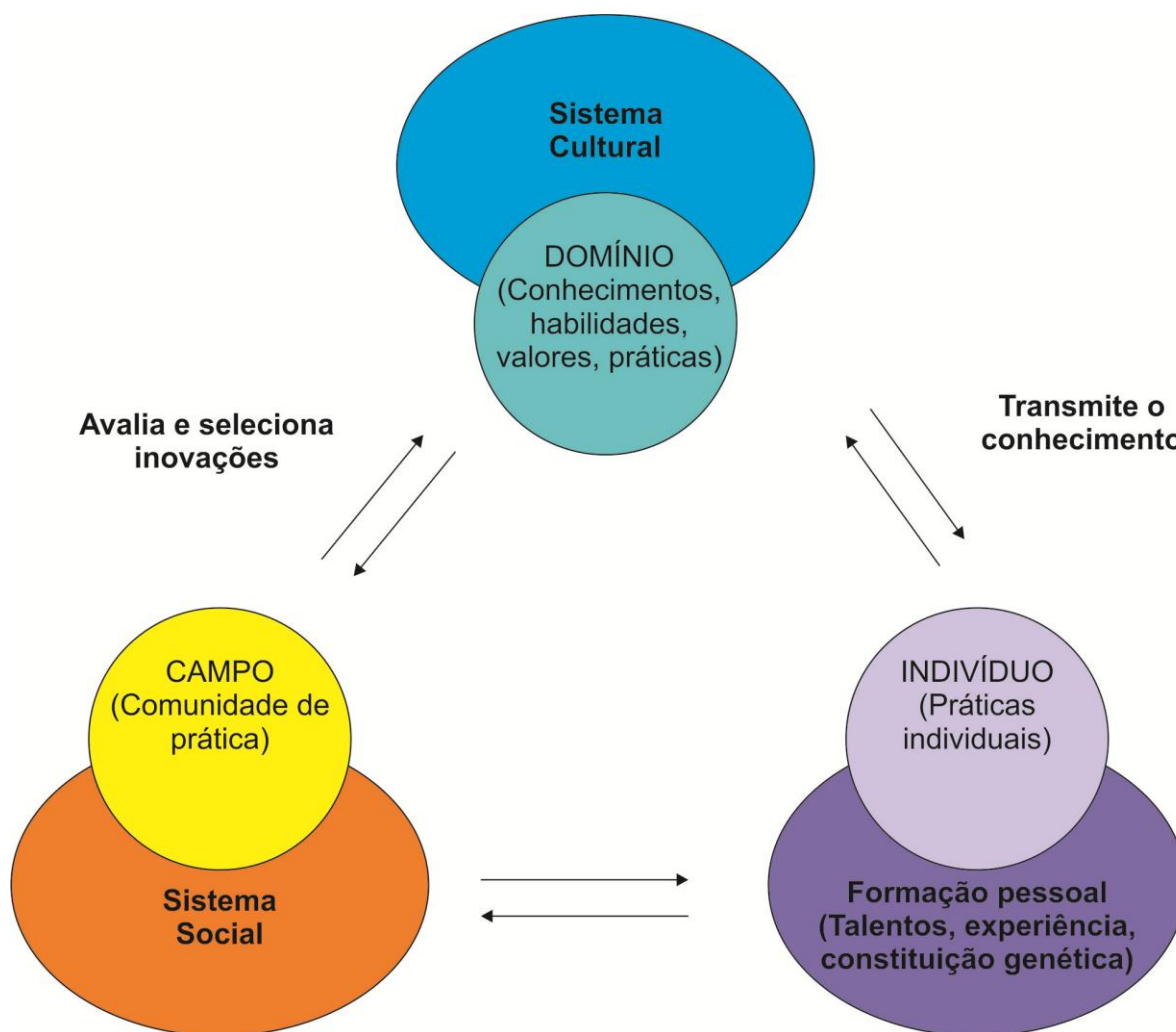 Sistema
Cultural
DOMÍNIO
(Conhecimentos,
habilidades,
valores, práticas)
Avalia e seleciona
inovações
Transmite o
conhecimento
CAMPO
(Comunidade de
prática)
INDIVÍDUO
(Práticas
individuais)
Sistema
Social
Formação pessoal
(Talentos, experiência,
constituição genética)